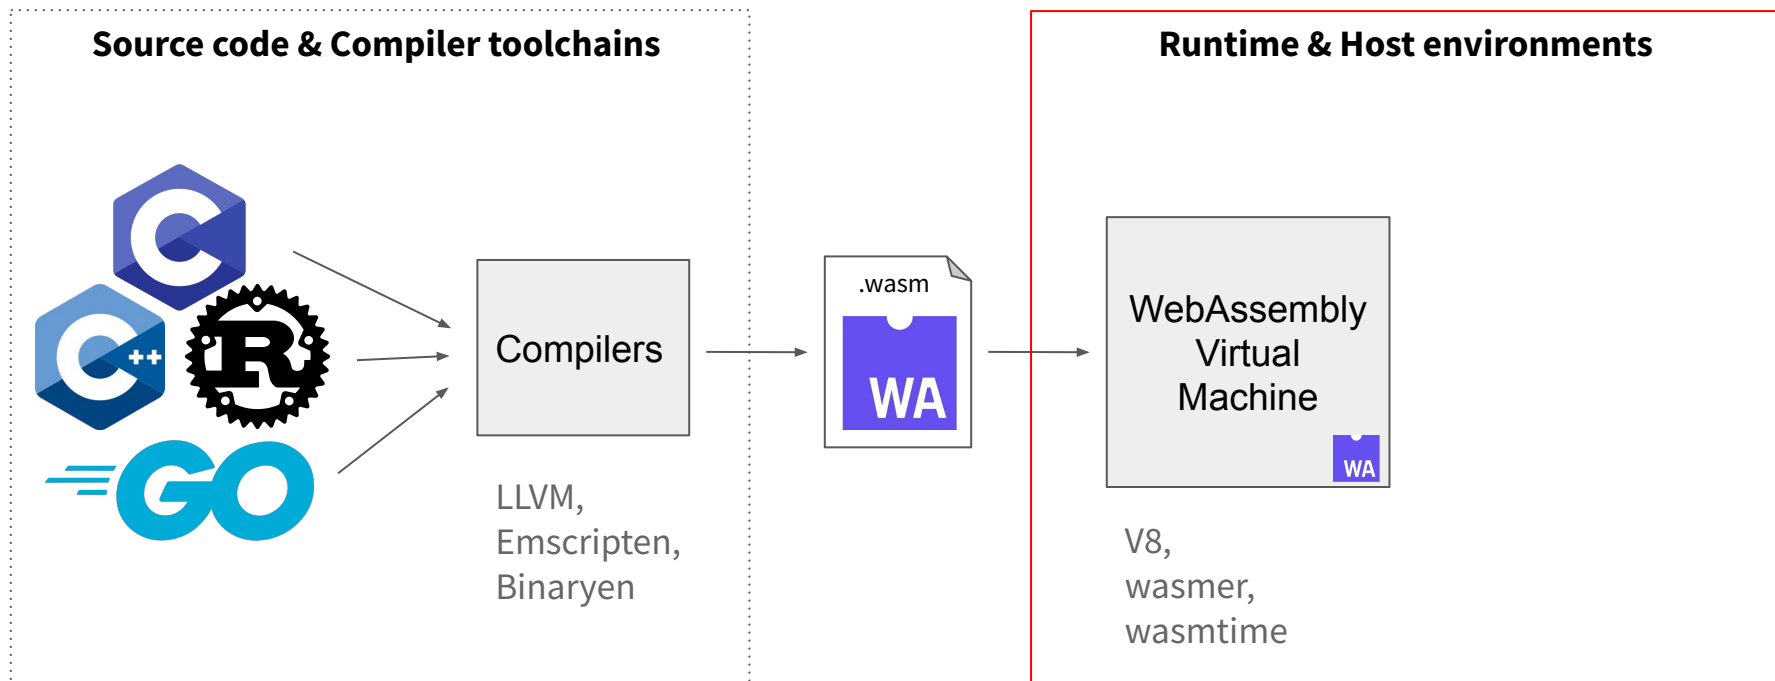 Source code & Compiler toolchains
Runtime & Host environments
C
C
++
R
GO
Compilers
LLVM,
Emscripten,
Binaryen
.wasm
WA
WebAssembly
Virtual
Machine
WA
V8,
wasmer,
wasmtime